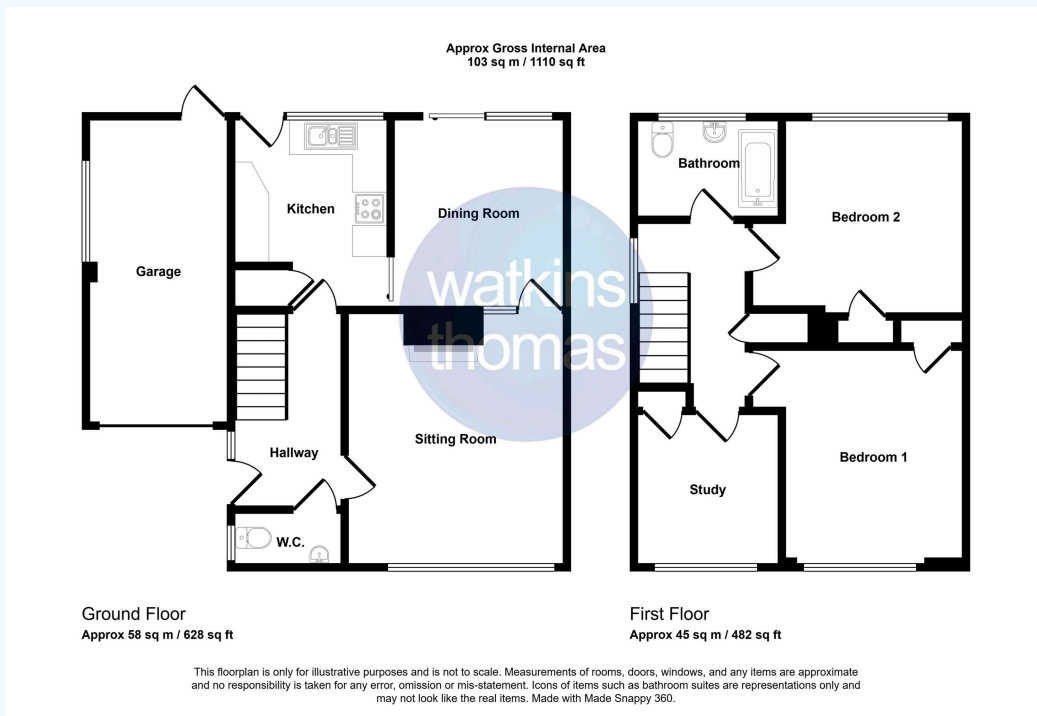 Approx Gross Internal Area
103 sq m / 1110 sq ft
Garage
Kitchen
Dining Room
Sitting Room
Hallway
W.C.
Bathroom
Bedroom 2
Bedroom 1
Study
watkins
thomas
Ground Floor
Approx 58 sq m / 628 sq ft
First Floor
Approx 45 sq m / 482 sq ft
This floorplan is only for illustrative purposes and is not to scale. Measurements of rooms, doors, windows, and any items are approximate
and no responsibility is taken for any error, omission or mis-statement. Icons of items such as bathroom suites are representations only and
may not look like the real items. Made with Made Snappy 360.